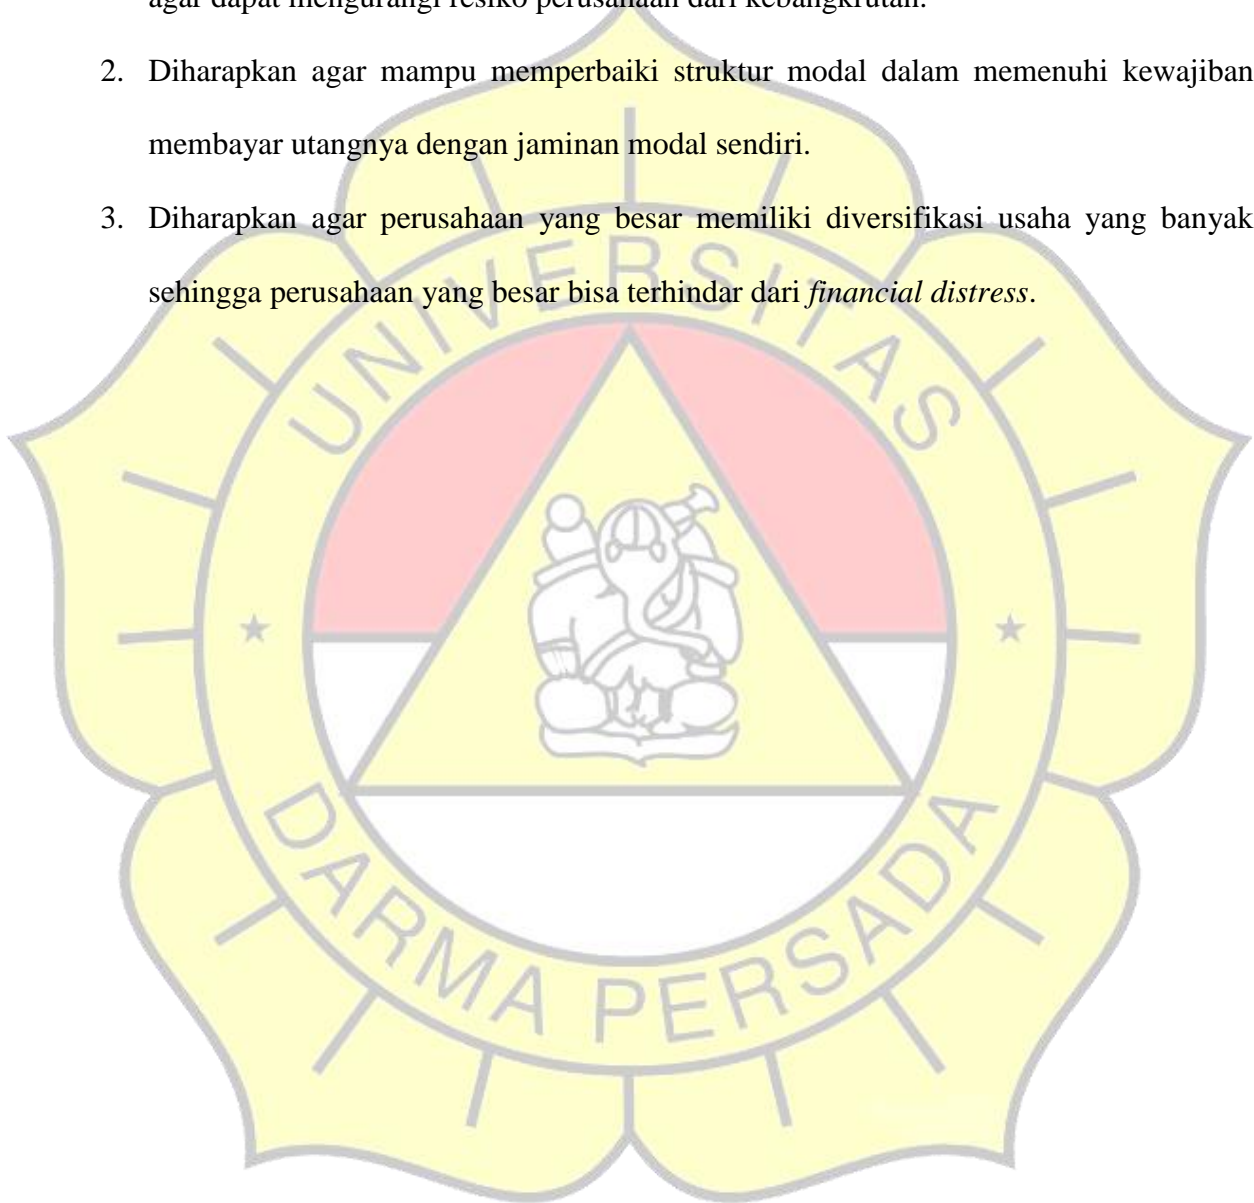 agar dapat mengurangi resiko perusahaan dari kebangkrutan.
2. Diharapkan agar mampu memperbaiki struktur modal dalam memenuhi kewajiban
membayar utangnya dengan jaminan modal sendiri.
3. Diharapkan agar perusahaan yang besar memiliki diversifikasi usaha yang banyak
sehingga perusahaan yang besar bisa terhindar dari financial distress.
UNIVERSITAS
DARMA PERSADA